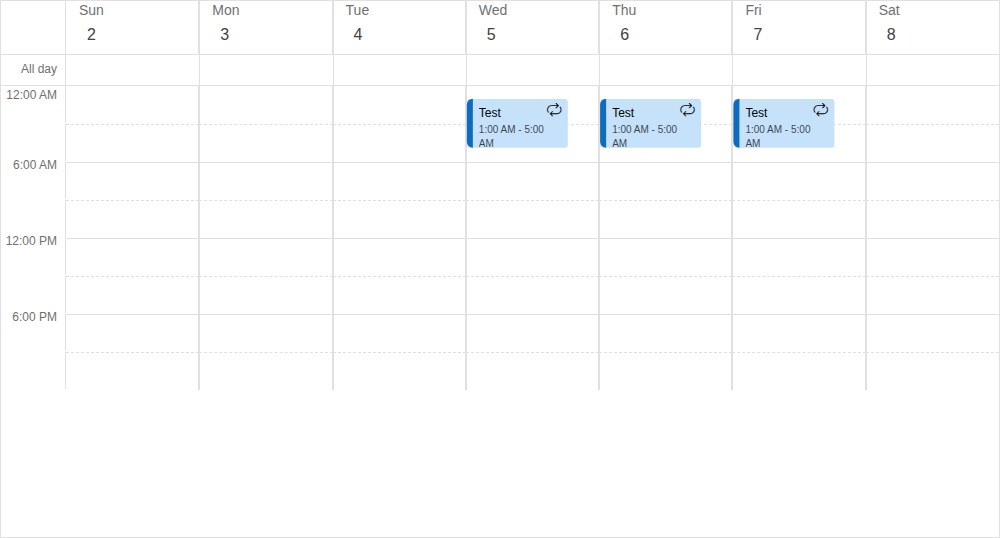 Sun Mon Tue Wed Thu Fri Sat
2 3 4 5 6 7 8
All day
12:00 AM
Test Test Test
1:00 AM - 5:00 1:00 AM - 5:00 1:00 AM - 5:00
AM AM AM
6:00 AM
12:00 PM
6:00 PM